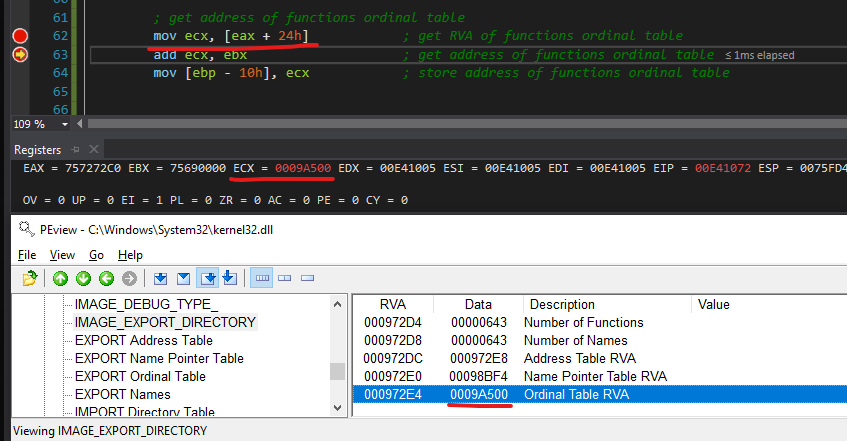 61 ; get address of functions ordinal table
62 mov ecx, [eax + 24h] ; get RVA of functions ordinal table
63 add ecx, ebx ; get address of functions ordinal table ≤ 1ms elapsed
64 mov [ebp - 10h], ecx ; store address of functions ordinal table
65
66
109 %
Registers
EAX = 757272C0 EBX = 75690000 ECX = 0009A500 EDX = 00E41005 ESI = 00E41005 EDI = 00E41005 EIP = 00E41072 ESP = 0075FD4
OV = 0 UP = 0 EI = 1 PL = 0 ZR = 0 AC = 0 PE = 0 CY = 0
PEview - C:\Windows\System32\kernel32.dll
File View Go Help
IMAGE_DEBUG_TYPE_
IMAGE_EXPORT_DIRECTORY
EXPORT Address Table
EXPORT Name Pointer Table
EXPORT Ordinal Table
EXPORT Names
IMPORT Directory Table
RVA Data Description Value
000972D4 00000643 Number of Functions
000972D8 00000643 Number of Names
000972DC 000972E8 Address Table RVA
000972E0 00098BF4 Name Pointer Table RVA
000972E4 0009A500 Ordinal Table RVA
Viewing IMAGE_EXPORT_DIRECTORY